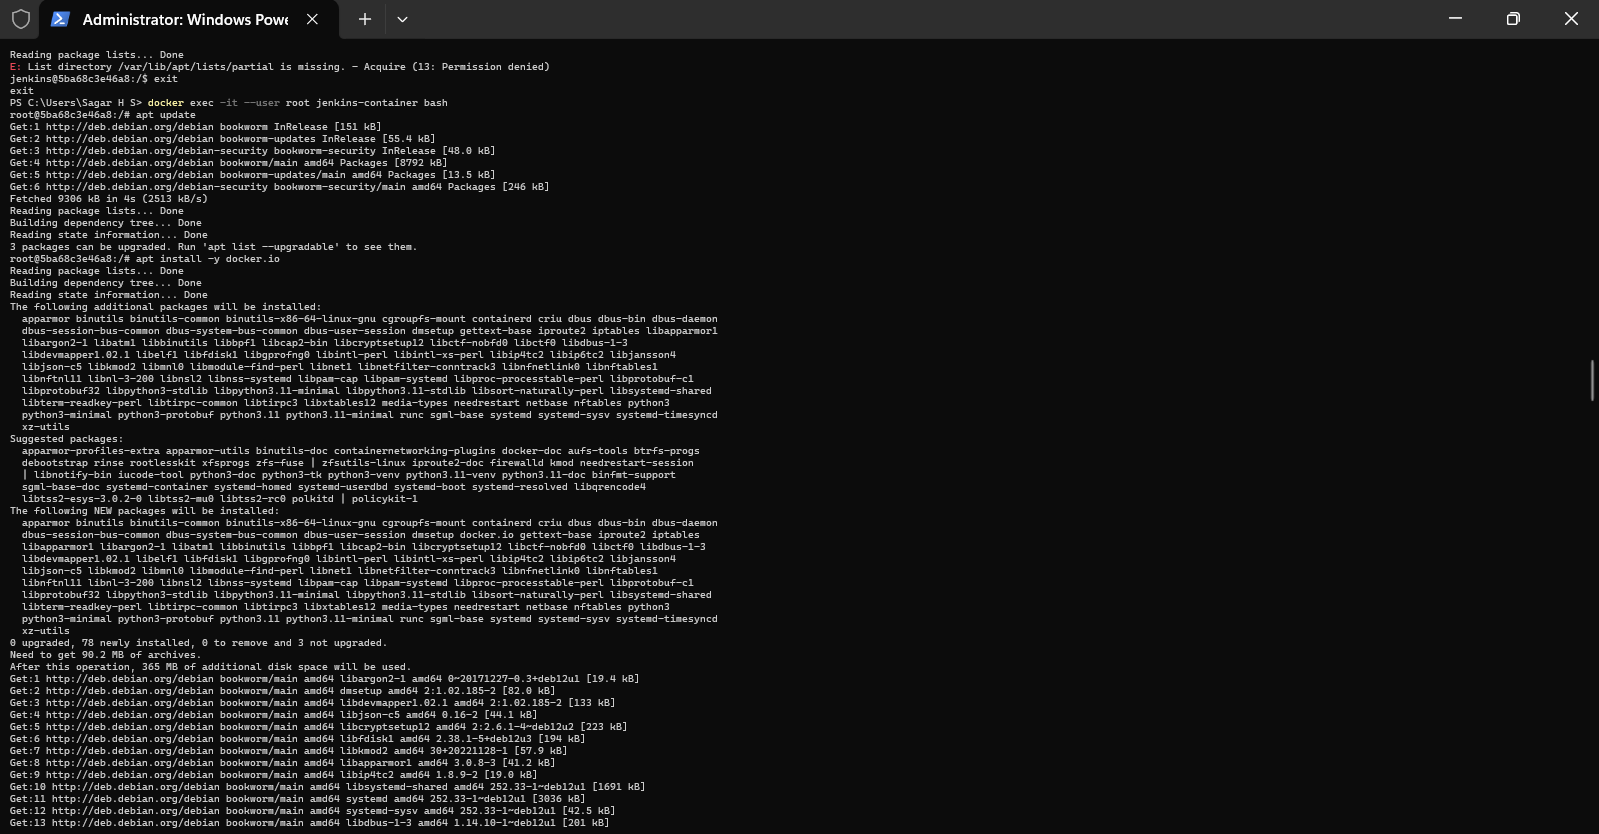 Administrator: Windows Powe
Reading package lists... Done
E: List directory /var/lib/apt/lists/partial is missing. - Acquire (13: Permission denied)
jenkins@5ba68c3e46a8:/$ exit
exit
PS C:\Users\Sagar H S> docker exec -it --user root jenkins-container bash
root@5ba68c3e46a8:/# apt update
Get:1 http://deb.debian.org/debian bookworm InRelease [151 kB]
Get:2 http://deb.debian.org/debian bookworm-updates InRelease [55.4 kB]
Get:3 http://deb.debian.org/debian-security bookworm-security InRelease [48.0 kB]
Get:4 http://deb.debian.org/debian bookworm/main amd64 Packages [8792 kB]
Get:5 http://deb.debian.org/debian bookworm-updates/main amd64 Packages [13.5 kB]
Get:6 http://deb.debian.org/debian-security bookworm-security/main amd64 Packages [246 kB]
Fetched 9306 kB in 4s (2513 kB/s)
Reading package lists... Done
Building dependency tree... Done
Reading state information... Done
3 packages can be upgraded. Run 'apt list --upgradable' to see them.
root@5ba68c3e46a8:/# apt install -y docker.io
Reading package lists... Done
Building dependency tree... Done
Reading state information... Done
The following additional packages will be installed:
apparmor binutils binutils-common binutils-x86-64-linux-gnu cgroupfs-mount containerd criu dbus dbus-bin dbus-daemon
dbus-session-bus-common dbus-system-bus-common dbus-user-session dmsetup gettext-base iproute2 iptables libapparmor1
libargon2-1 libatm1 libbinutils libbpf1 libcap2-bin libcryptsetup12 libctf-nobfd0 libctf0 libdbus-1-3
libdevmapper1.02.1 libelf1 libfdisk1 libgprofng0 libintl-perl libintl-xs-perl libip4tc2 libip6tc2 libjansson4
libjson-c5 libkmod2 libmnl0 libmodule-find-perl libnet1 libnetfilter-conntrack3 libnfnetlink0 libnftables1
libnftnl11 libnl-3-200 libnsl2 libnss-systemd libpam-cap libpam-systemd libproc-processtable-perl libprotobuf-c1
libprotobuf32 libpython3-stdlib libpython3.11-minimal libpython3.11-stdlib libsort-naturally-perl libsystemd-shared
libterm-readkey-perl libtirpc-common libtirpc3 libxtables12 media-types needrestart netbase nftables python3
python3-minimal python3-protobuf python3.11 python3.11-minimal runc sgml-base systemd systemd-sysv systemd-timesyncd
xz-utils
Suggested packages:
apparmor-profiles-extra apparmor-utils binutils-doc containernetworking-plugins docker-doc aufs-tools btrfs-progs
debootstrap rinse rootlesskit xfsprogs zfs-fuse | zfsutils-linux iproute2-doc firewalld kmod needrestart-session
| libnotify-bin iucode-tool python3-doc python3-tk python3-venv python3.11-venv python3.11-doc binfmt-support
sgml-base-doc systemd-container systemd-homed systemd-userdbd systemd-boot systemd-resolved libqrencode4
libtss2-esys-3.0.2-0 libtss2-mu0 libtss2-rc0 polkitd | policykit-1
The following NEW packages will be installed:
apparmor binutils binutils-common binutils-x86-64-linux-gnu cgroupfs-mount containerd criu dbus dbus-bin dbus-daemon
dbus-session-bus-common dbus-system-bus-common dbus-user-session dmsetup docker.io gettext-base iproute2 iptables
libapparmor1 libargon2-1 libatm1 libbinutils libbpf1 libcap2-bin libcryptsetup12 libctf-nobfd0 libctf0 libdbus-1-3
libdevmapper1.02.1 libelf1 libfdisk1 libgprofng0 libintl-perl libintl-xs-perl libip4tc2 libip6tc2 libjansson4
libjson-c5 libkmod2 libmnl0 libmodule-find-perl libnet1 libnetfilter-conntrack3 libnfnetlink0 libnftables1
libnftnl11 libnl-3-200 libnsl2 libnss-systemd libpam-cap libpam-systemd libproc-processtable-perl libprotobuf-c1
libprotobuf32 libpython3-stdlib libpython3.11-minimal libpython3.11-stdlib libsort-naturally-perl libsystemd-shared
libterm-readkey-perl libtirpc-common libtirpc3 libxtables12 media-types needrestart netbase nftables python3
python3-minimal python3-protobuf python3.11 python3.11-minimal runc sgml-base systemd systemd-sysv systemd-timesyncd
xz-utils
0 upgraded, 78 newly installed, 0 to remove and 3 not upgraded.
Need to get 90.2 MB of archives.
After this operation, 365 MB of additional disk space will be used.
Get:1 http://deb.debian.org/debian bookworm/main amd64 libargon2-1 amd64 0~20171227-0.3+deb12u1 [19.4 kB]
Get:2 http://deb.debian.org/debian bookworm/main amd64 dmsetup amd64 2:1.02.185-2 [82.0 kB]
Get:3 http://deb.debian.org/debian bookworm/main amd64 libdevmapper1.02.1 amd64 2:1.02.185-2 [133 kB]
Get:4 http://deb.debian.org/debian bookworm/main amd64 libjson-c5 amd64 0.16-2 [44.1 kB]
Get:5 http://deb.debian.org/debian bookworm/main amd64 libcryptsetup12 amd64 2:2.6.1-4~deb12u2 [223 kB]
Get:6 http://deb.debian.org/debian bookworm/main amd64 libfdisk1 amd64 2.38.1-5+deb12u3 [194 kB]
Get:7 http://deb.debian.org/debian bookworm/main amd64 libkmod2 amd64 30+20221128-1 [57.9 kB]
Get:8 http://deb.debian.org/debian bookworm/main amd64 libapparmor1 amd64 3.0.8-3 [41.2 kB]
Get:9 http://deb.debian.org/debian bookworm/main amd64 libip4tc2 amd64 1.8.9-2 [19.0 kB]
Get:10 http://deb.debian.org/debian bookworm/main amd64 libsystemd-shared amd64 252.33-1~deb12u1 [1691 kB]
Get:11 http://deb.debian.org/debian bookworm/main amd64 systemd amd64 252.33-1~deb12u1 [3036 kB]
Get:12 http://deb.debian.org/debian bookworm/main amd64 systemd-sysv amd64 252.33-1~deb12u1 [42.5 kB]
Get:13 http://deb.debian.org/debian bookworm/main amd64 libdbus-1-3 amd64 1.14.10-1~deb12u1 [201 kB]